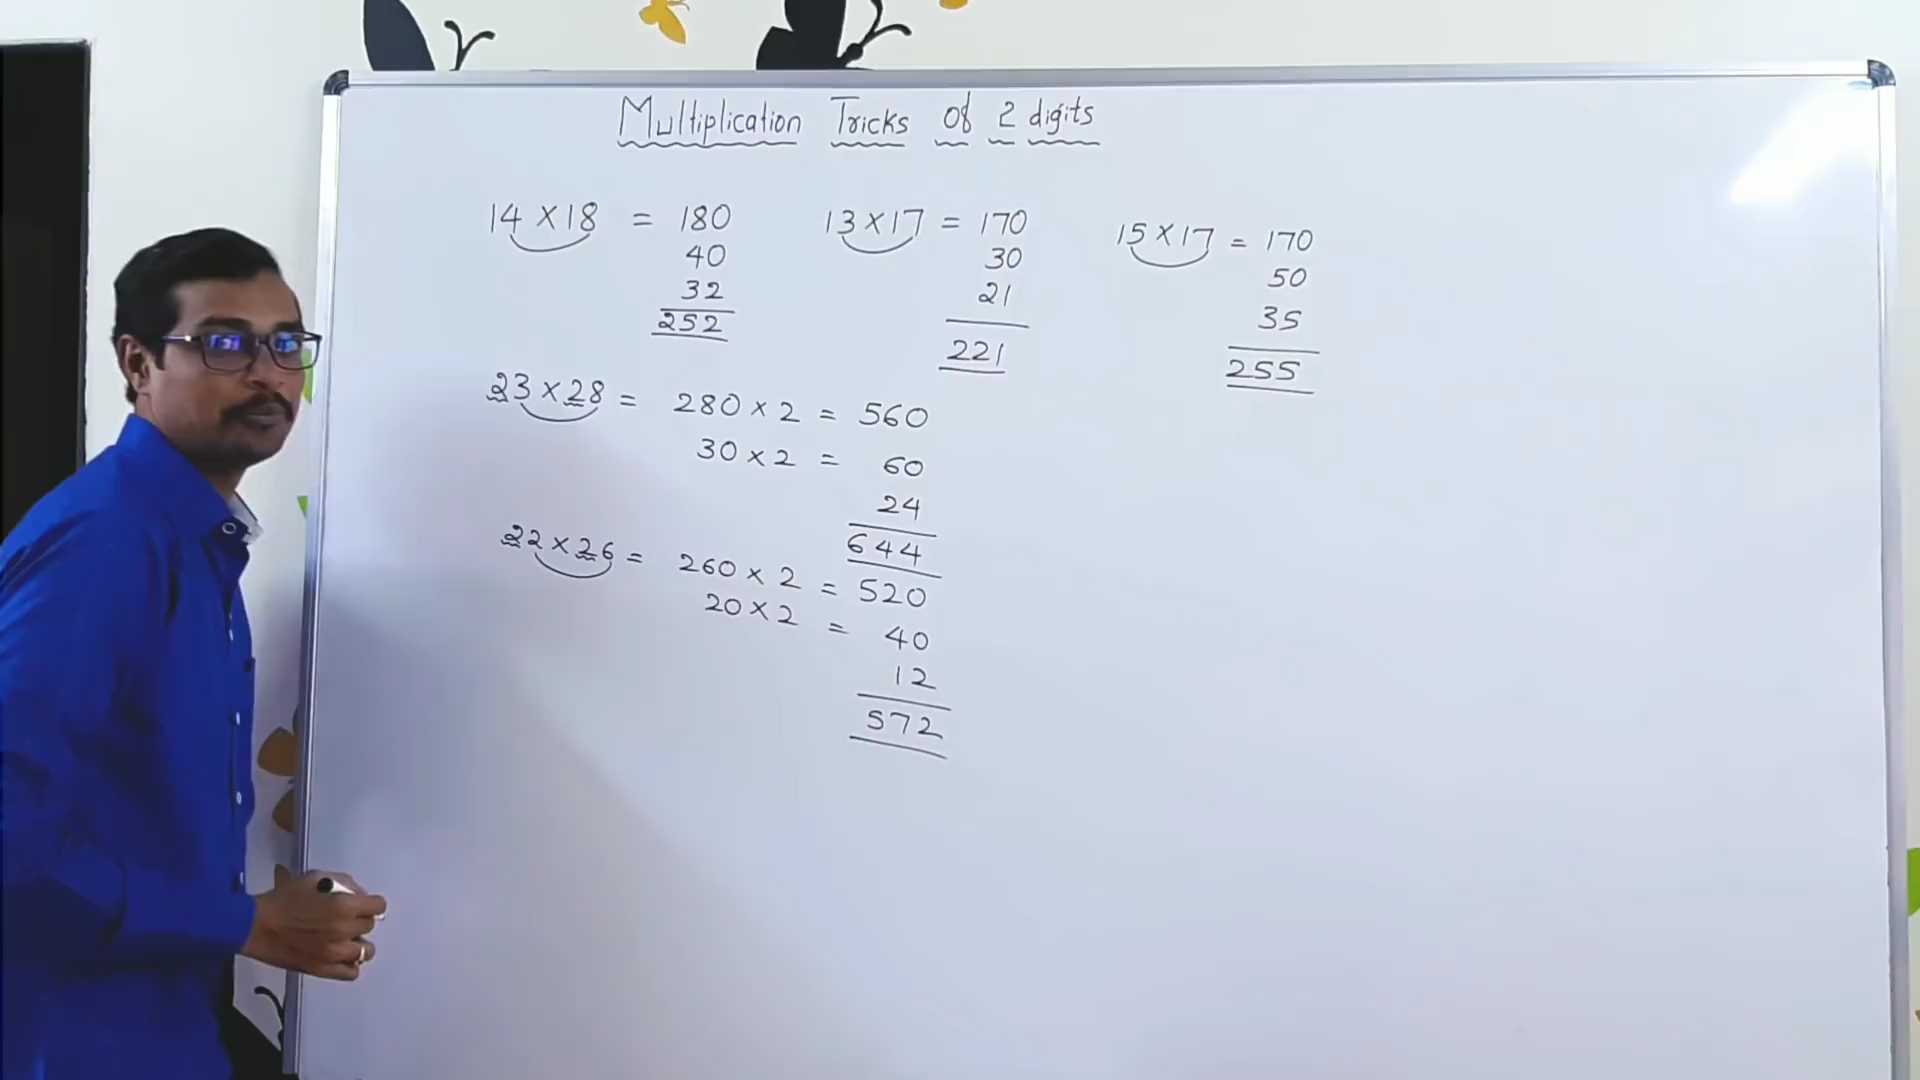 Multiplication Tricks of 2 digits
14 × 18 = 180
40
32
252
13 × 17 = 170
30
21
221
15 × 17 = 170
50
35
255
23 × 28 = 280 × 2 = 560
30 × 2 = 60
24
644
22 × 26 = 260 × 2 = 520
20 × 2 = 40
12
572